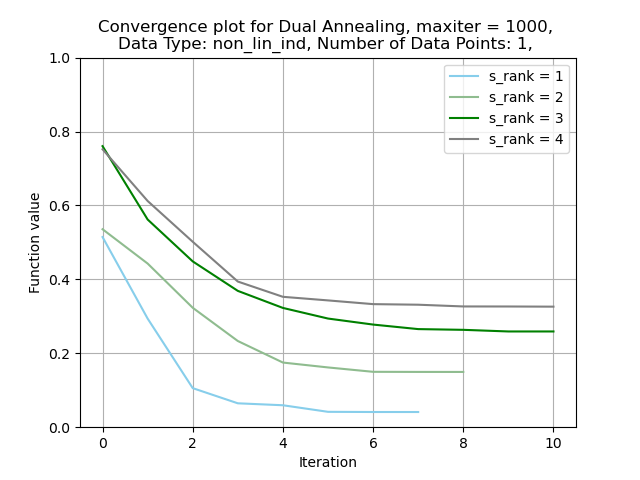 Convergence plot for Dual Annealing, maxiter = 1000,
Data Type: non_lin_ind, Number of Data Points: 1,
s_rank = 1
s_rank = 2
s_rank = 3
s_rank = 4
Function value
1.0
0.8
0.6
0.4
0.2
0.0
0 2 4 6 8 10
Iteration